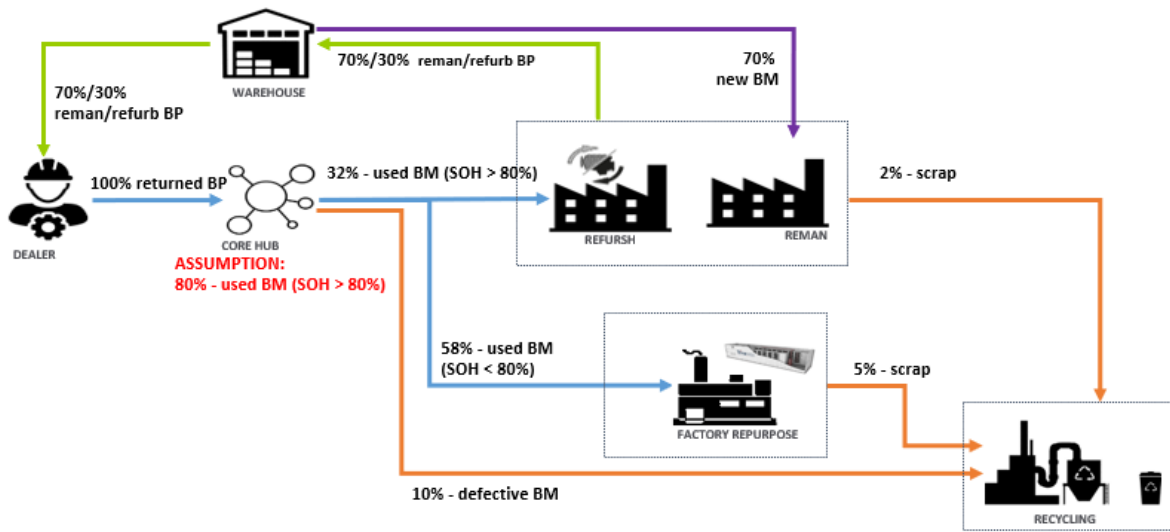 70%/30% reman/refurb BP
70%
new BM
WAREHOUSE
70%/30%
reman/refurb BP
100% returned BP
32% - used BM (SOH > 80%)
2% - scrap
DEALER
CORE HUB
REFURSH
REMAN
ASSUMPTION:
80% - used BM (SOH > 80%)
58% - used BM
(SOH < 80%)
5% - scrap
FACTORY REPURPOSE
10% - defective BM
RECYCLING